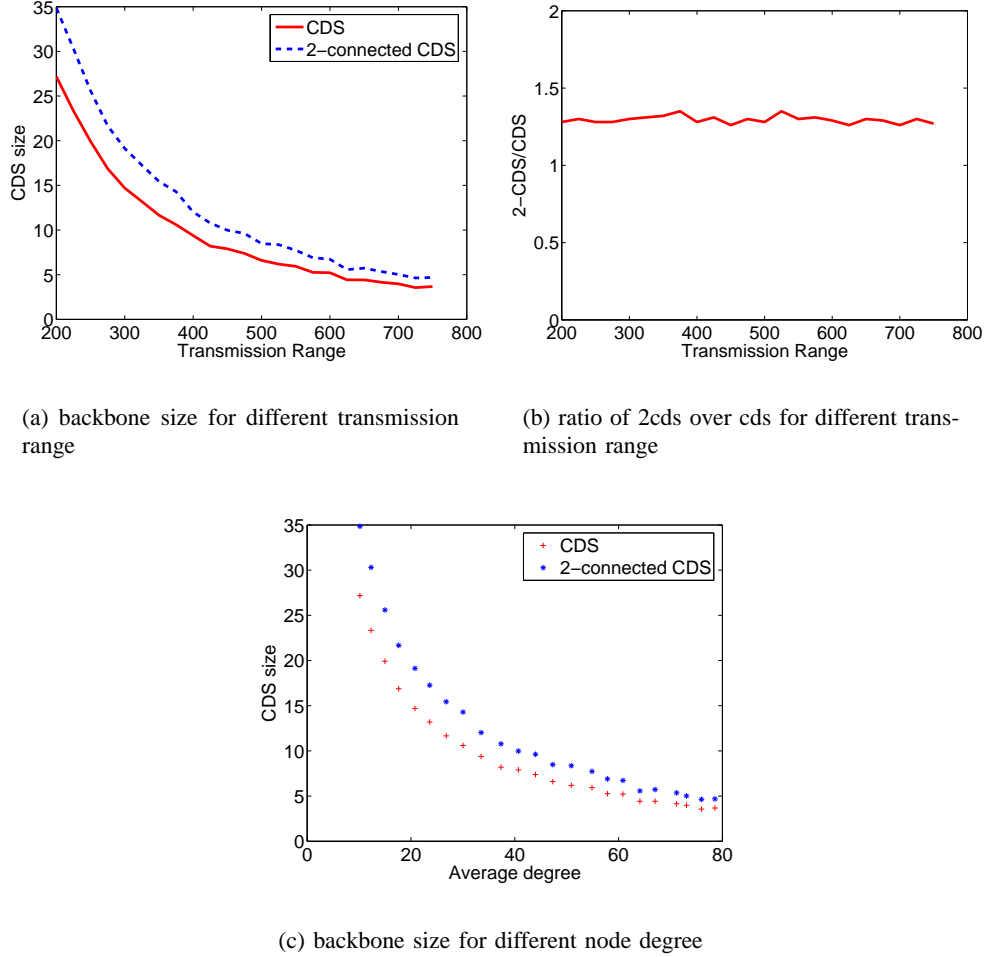 35
30
25
20
15
10
5
0
CDS size
CDS
2−connected CDS
200 300 400 500 600 700 800
Transmission Range
2
1.5
1
0.5
0
2−CDS/CDS
200 300 400 500 600 700 800
Transmission Range
(a) backbone size for different transmission
range
(b) ratio of 2cds over cds for different trans-
mission range
35
30
25
20
15
10
5
0
CDS size
CDS
2−connected CDS
0 20 40 60 80
Average degree
(c) backbone size for different node degree